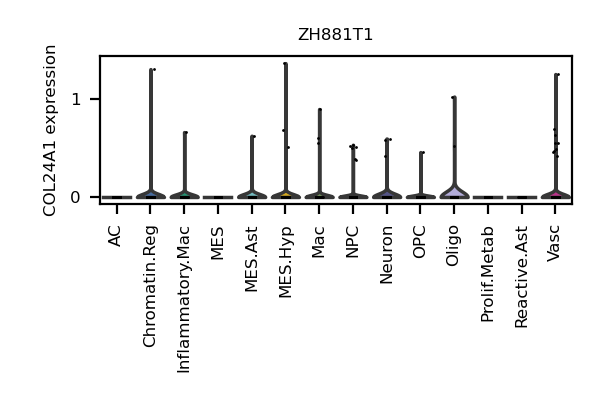 ZH881T1
COL24A1 expression
1
0
AC
Chromatin.Reg
Inflammatory.Mac
MES
MES.Ast
MES.Hyp
Mac
NPC
Neuron
OPC
Oligo
Prolif.Metab
Reactive.Ast
Vasc